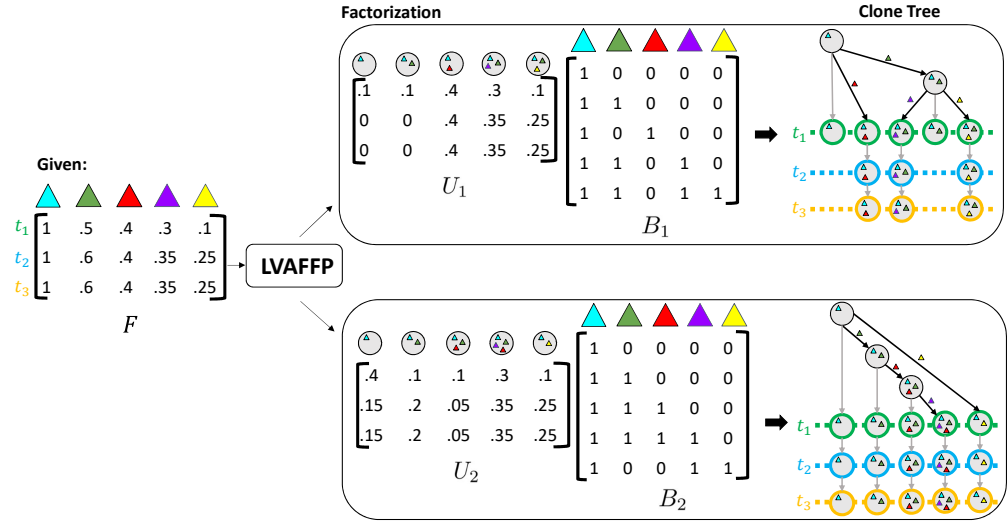 Factorization
Clone Tree
.1 .1 .4 .3 .1
0 0 .4 .35 .25
0 0 .4 .35 .25
U1
1 0 0 0 0
1 1 0 0 0
1 0 1 0 0
1 1 0 1 0
1 1 0 1 1
B1
t1
t2
t3
Given:
t1 1 .5 .4 .3 .1
t2 1 .6 .4 .35 .25
t3 1 .6 .4 .35 .25
F
LVAFFP
.4 .1 .1 .3 .1
.15 .2 .05 .35 .25
.15 .2 .05 .35 .25
U2
1 0 0 0 0
1 1 0 0 0
1 1 1 0 0
1 1 1 1 0
1 0 0 1 1
B2
t1
t2
t3